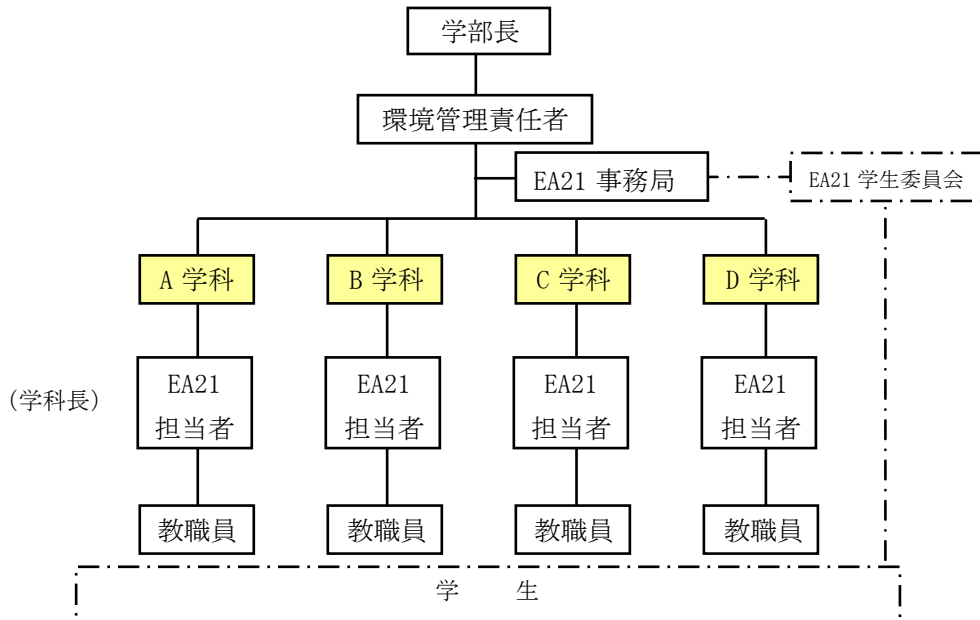 学部長
環境管理責任者
EA21 事務局
EA21 学生委員会
A 学科
B 学科
C 学科
D 学科
(学科長)
EA21
担当者
EA21
担当者
EA21
担当者
EA21
担当者
教職員
教職員
教職員
教職員
学 生